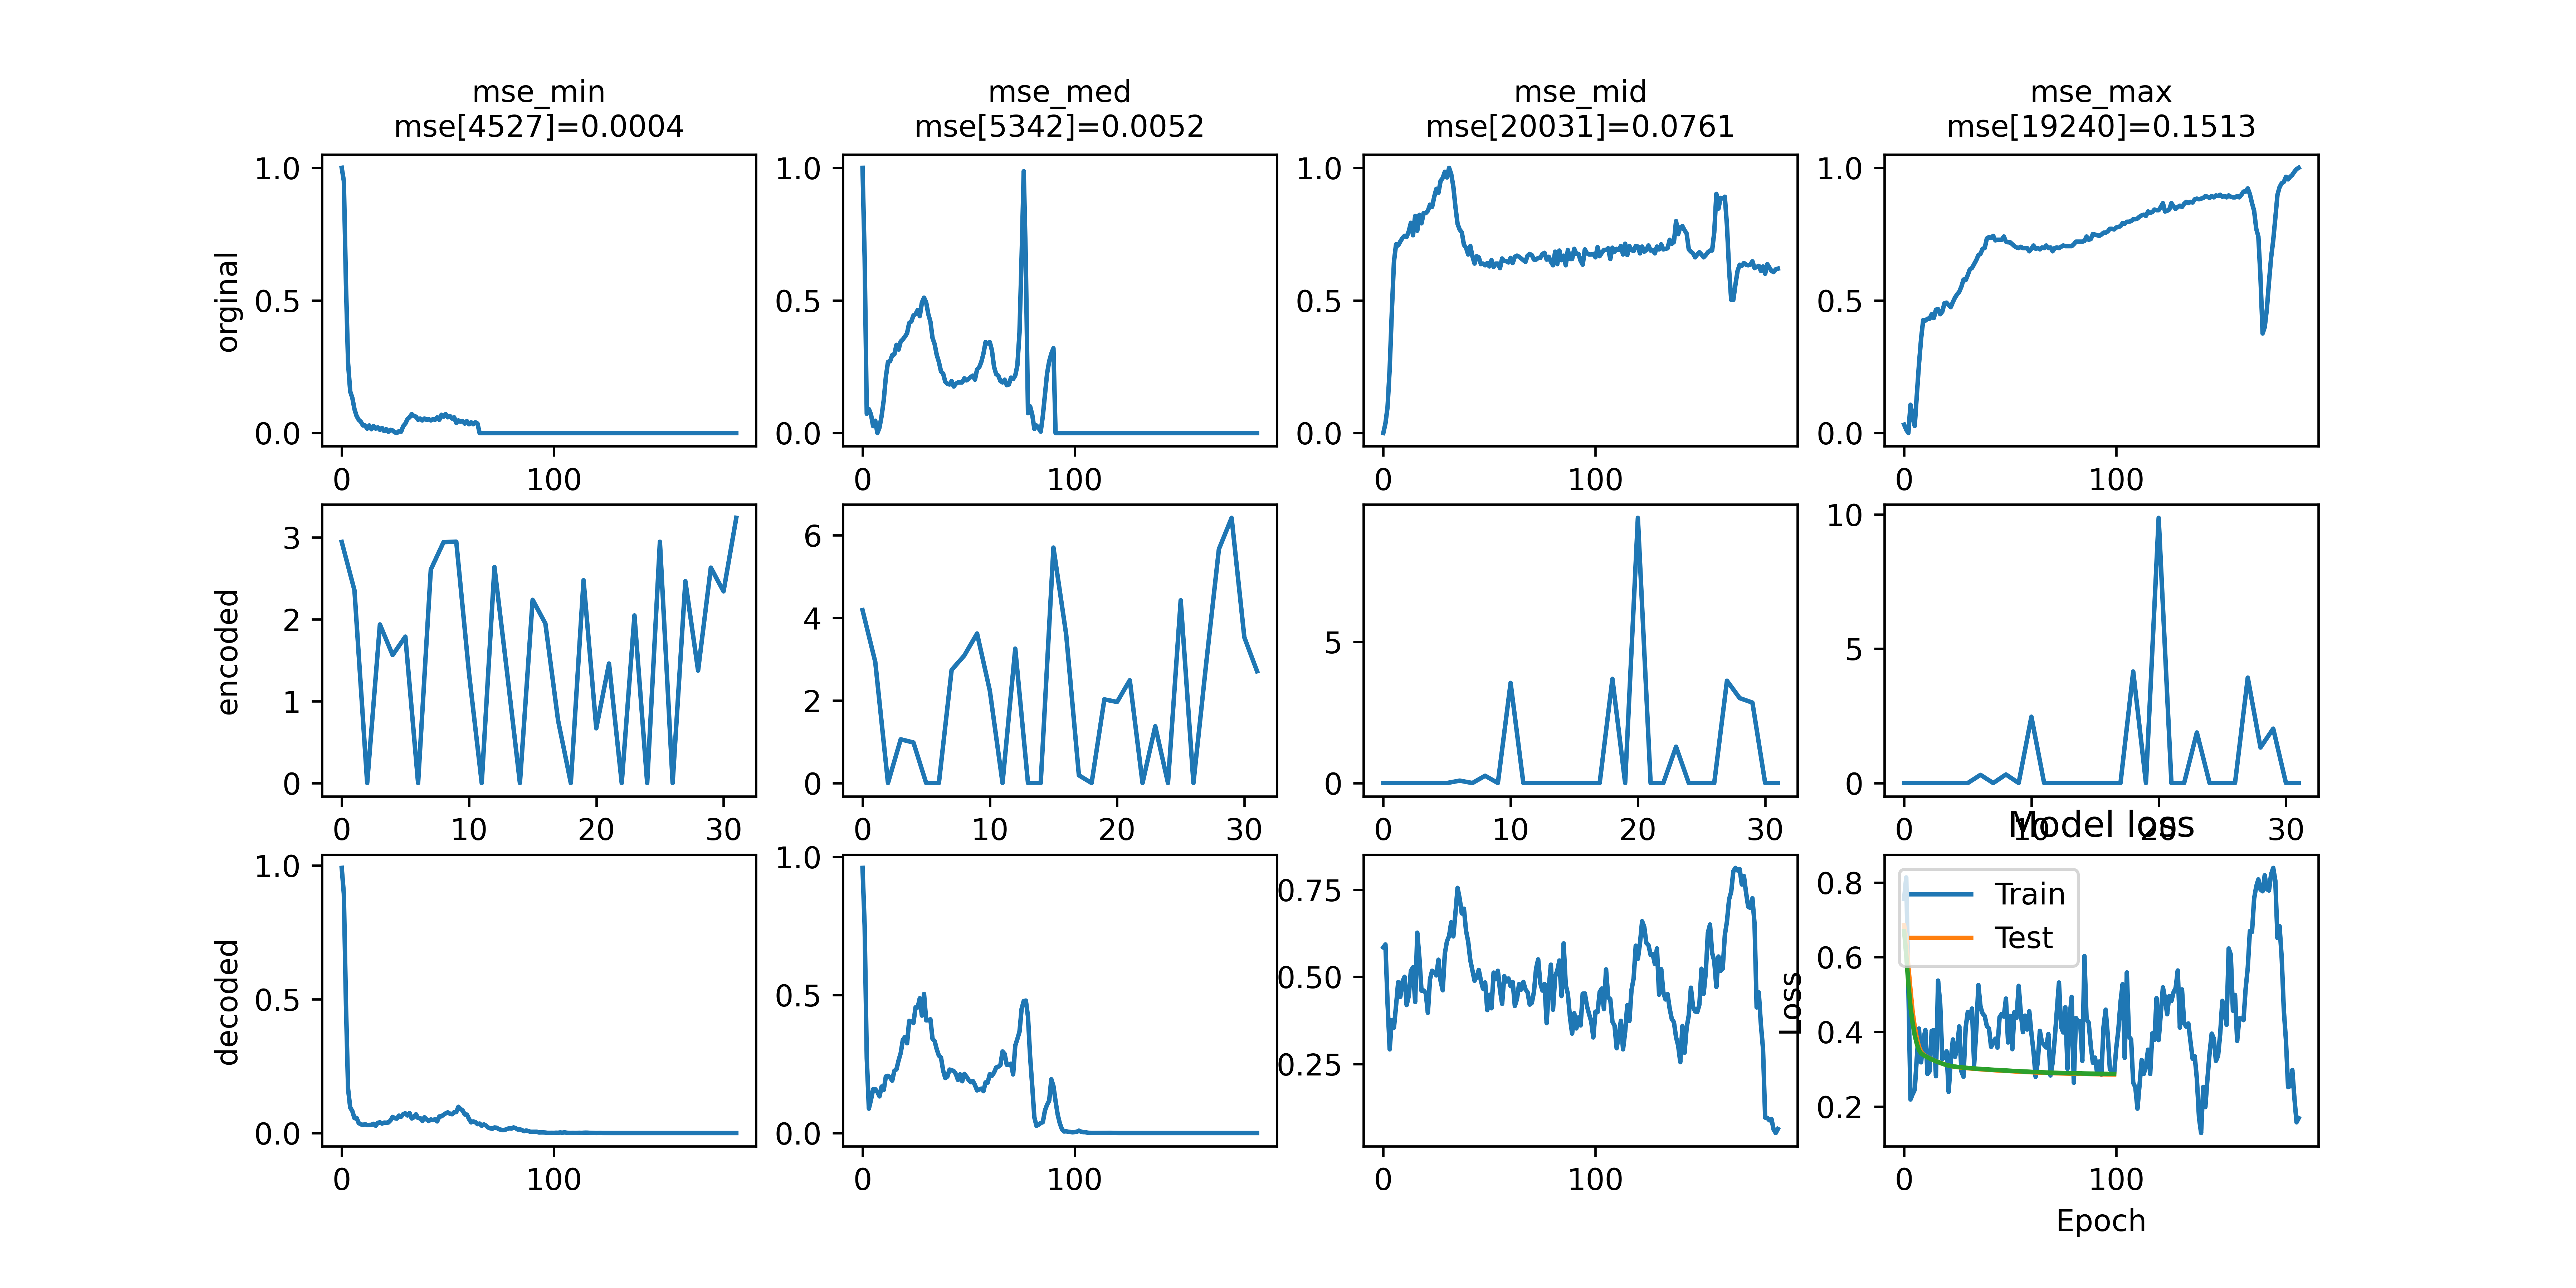 mse_min
mse[4527]=0.0004
mse_med
mse[5342]=0.0052
mse_mid
mse[20031]=0.0761
mse_max
mse[19240]=0.1513
orginal
1.0
0.5
0.0
0 100
1.0
0.5
0.0
0 100
1.0
0.5
0.0
0 100
1.0
0.5
0.0
0 100
encoded
3
2
1
0
0 10 20 30
6
4
2
0
0 10 20 30
5
0
0 10 20 30
10
5
0
0 10 20 30
decoded
1.0
0.5
0.0
0 100
1.0
0.5
0.0
0 100
0.75
0.50
0.25
0 100
Model loss
Loss
0.8
0.6
0.4
0.2
Train
Test
0 100
Epoch